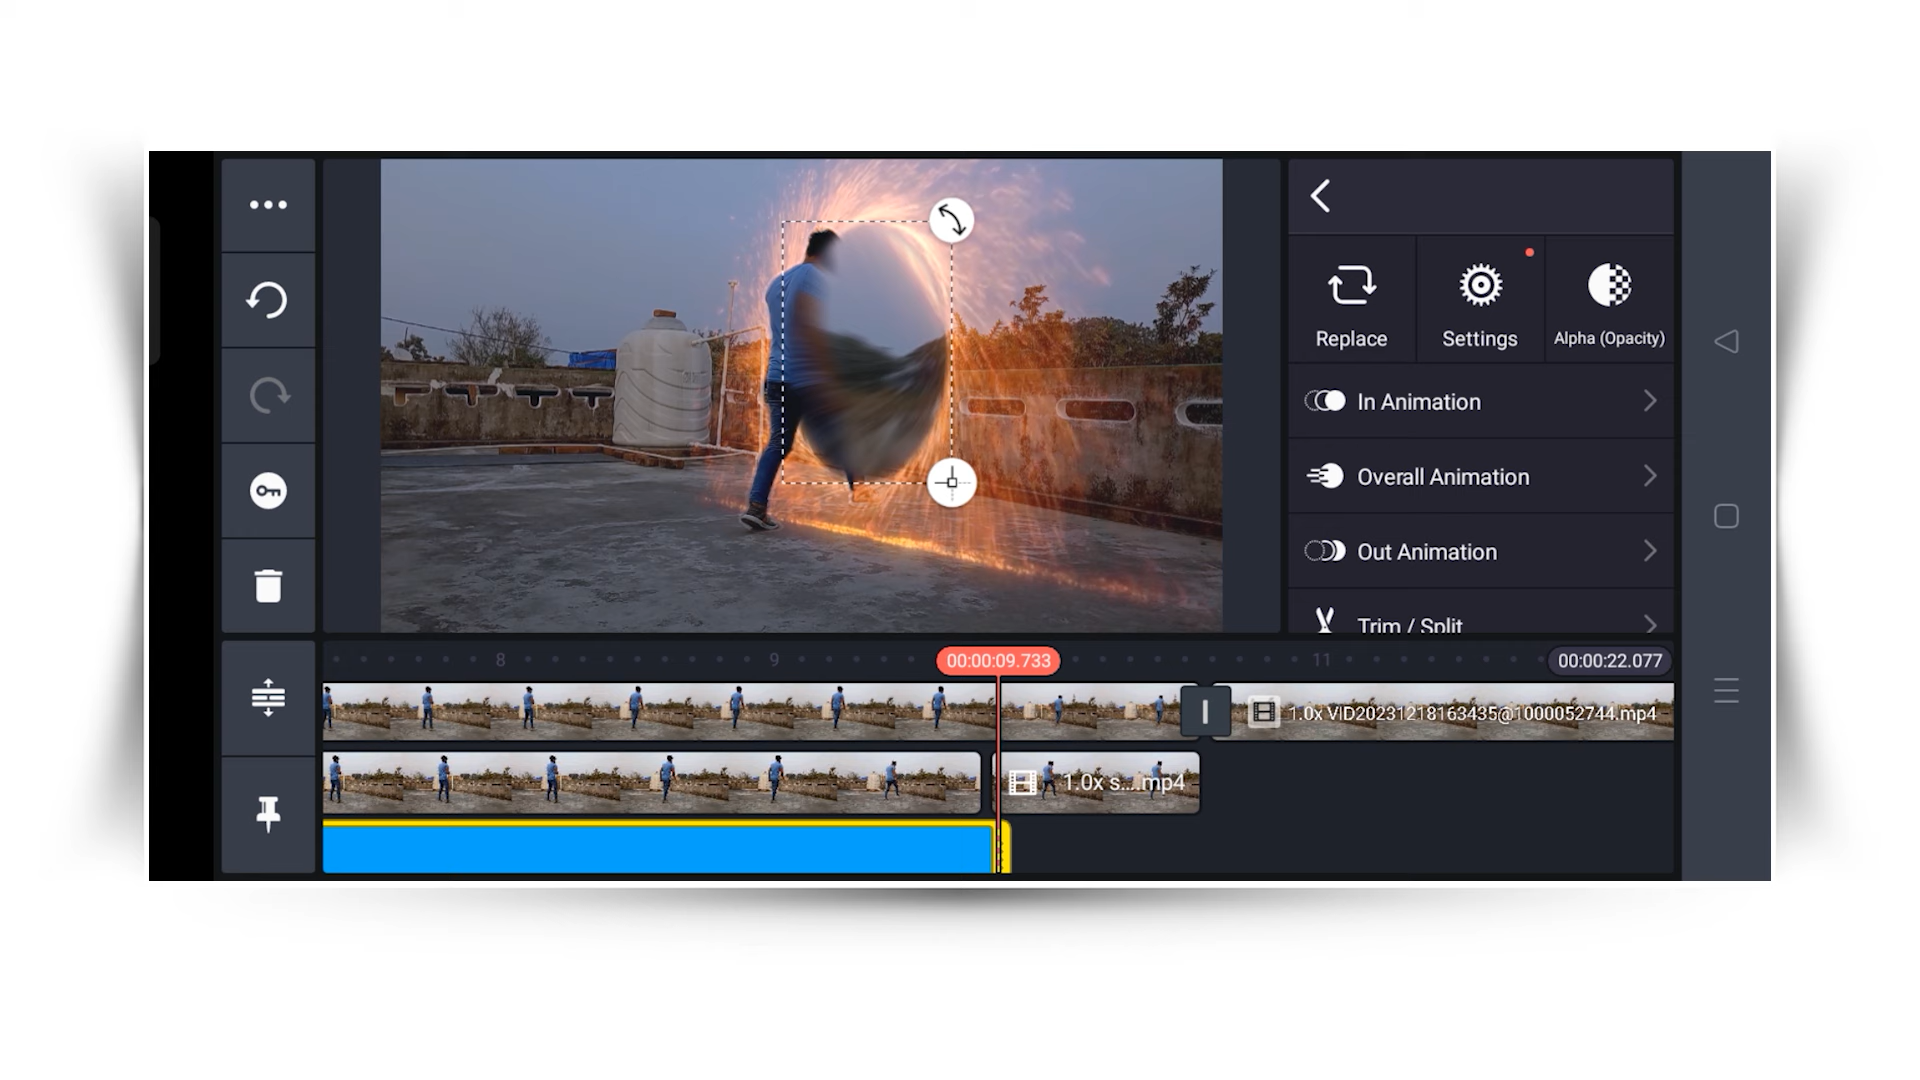 Replace
Settings
Alpha (Opacity)
In Animation
Overall Animation
Out Animation
Trim / Split
8
9
00:00:09.733
11
00:00:22.077
1.0x VID20231218163435@1000052744.mp4
1.0x s....mp4